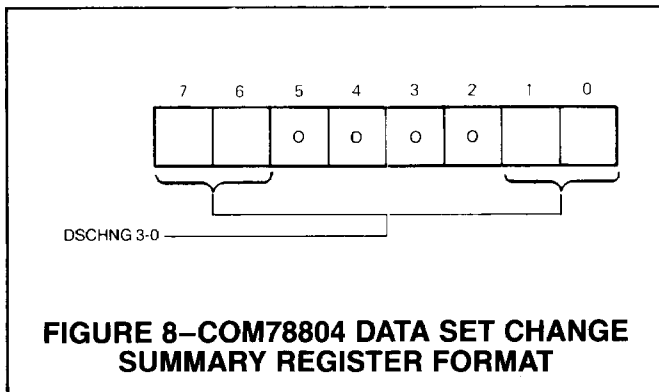 7 6 5 4 3 2 1 0
0 0 0 0
DSCHNG 3-0
FIGURE 8–COM78804 DATA SET CHANGE
SUMMARY REGISTER FORMAT